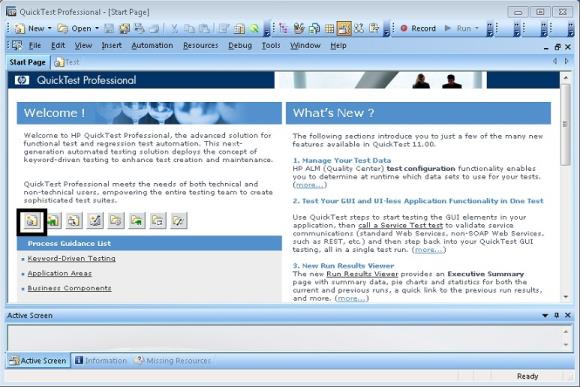 QuickTest Professional - [Start Page]
New Open Record Run
File Edit View Insert Automation Resources Debug Tools Window Help
Start Page Test
hp QuickTest Professional
Welcome !
Welcome to HP QuickTest Professional, the advanced solution for
functional test and regression test automation. This next-
generation automated testing solution deploys the concept of
keyword-driven testing to enhance test creation and maintenance.
QuickTest Professional meets the needs of both technical and
non-technical users, empowering the entire testing team to create
sophisticated test suites.
Process Guidance List
Keyword-Driven Testing
Application Areas
Business Components
What's New ?
The following sections introduce you to just a few of the many new
features available in QuickTest 11.00.
1. Manage Your Test Data
HP ALM (Quality Center) test configuration functionality enables
you to determine at runtime which data sets to use for your tests.
(more...)
2. Test Your GUI and UI-less Application Functionality in One Test
Use QuickTest steps to start testing the GUI elements in your
application, then call a Service Test test to validate service
communications (standard Web Services, non-SOAP Web Services,
such as REST, etc.) and then step back into your QuickTest GUI
testing, all in a single test run. (more...)
3. New Run Results Viewer
The new Run Results Viewer provides an Executive Summary
page with summary data, pie charts and statistics for both the
current and previous runs, a quick link to the previous run results,
and more. (more...)
Active Screen
Active Screen Information Missing Resources
Ready